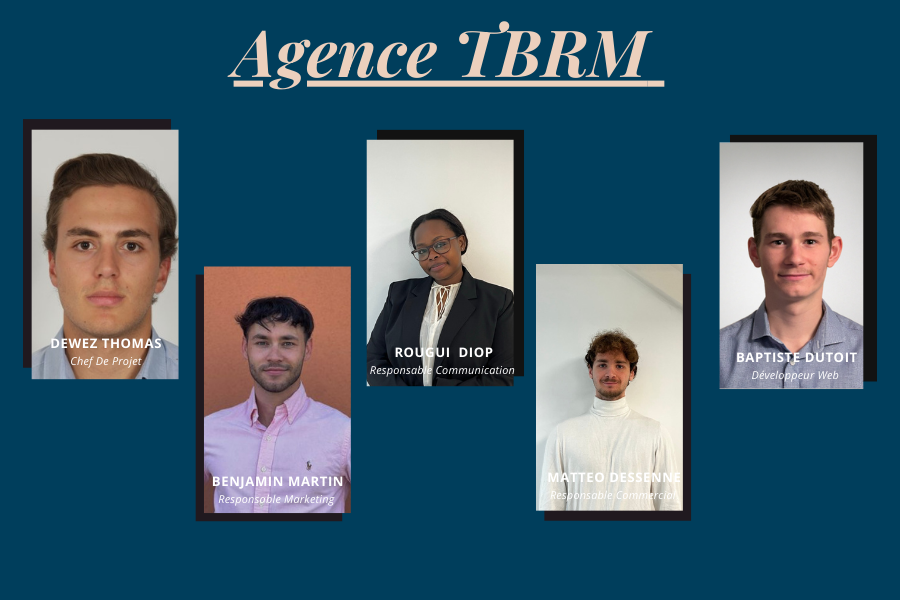 Agence TBRM
DEWEZ THOMAS
Chef De Projet
BENJAMIN MARTIN
Responsable Marketing
ROUGUI DIOP
Responsable Communication
MATTEO DESSENNE
Responsable Commercial
BAPTISTE DUTOIT
Développeur Web